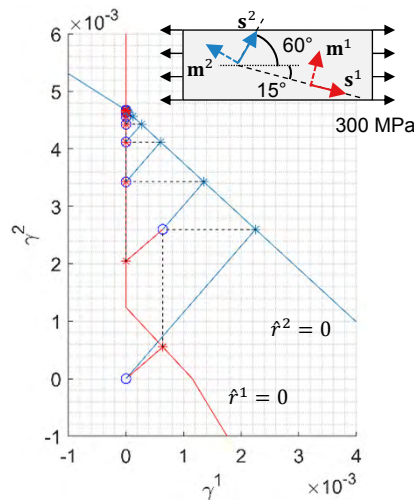 ×10⁻³
6
5
4
3
2
1
0
-1
γ²
-1
0
1
2
3
4
γ¹
×10⁻³
s²
m²
60°
15°
m¹
s¹
300 MPa
r̂² = 0
r̂¹ = 0